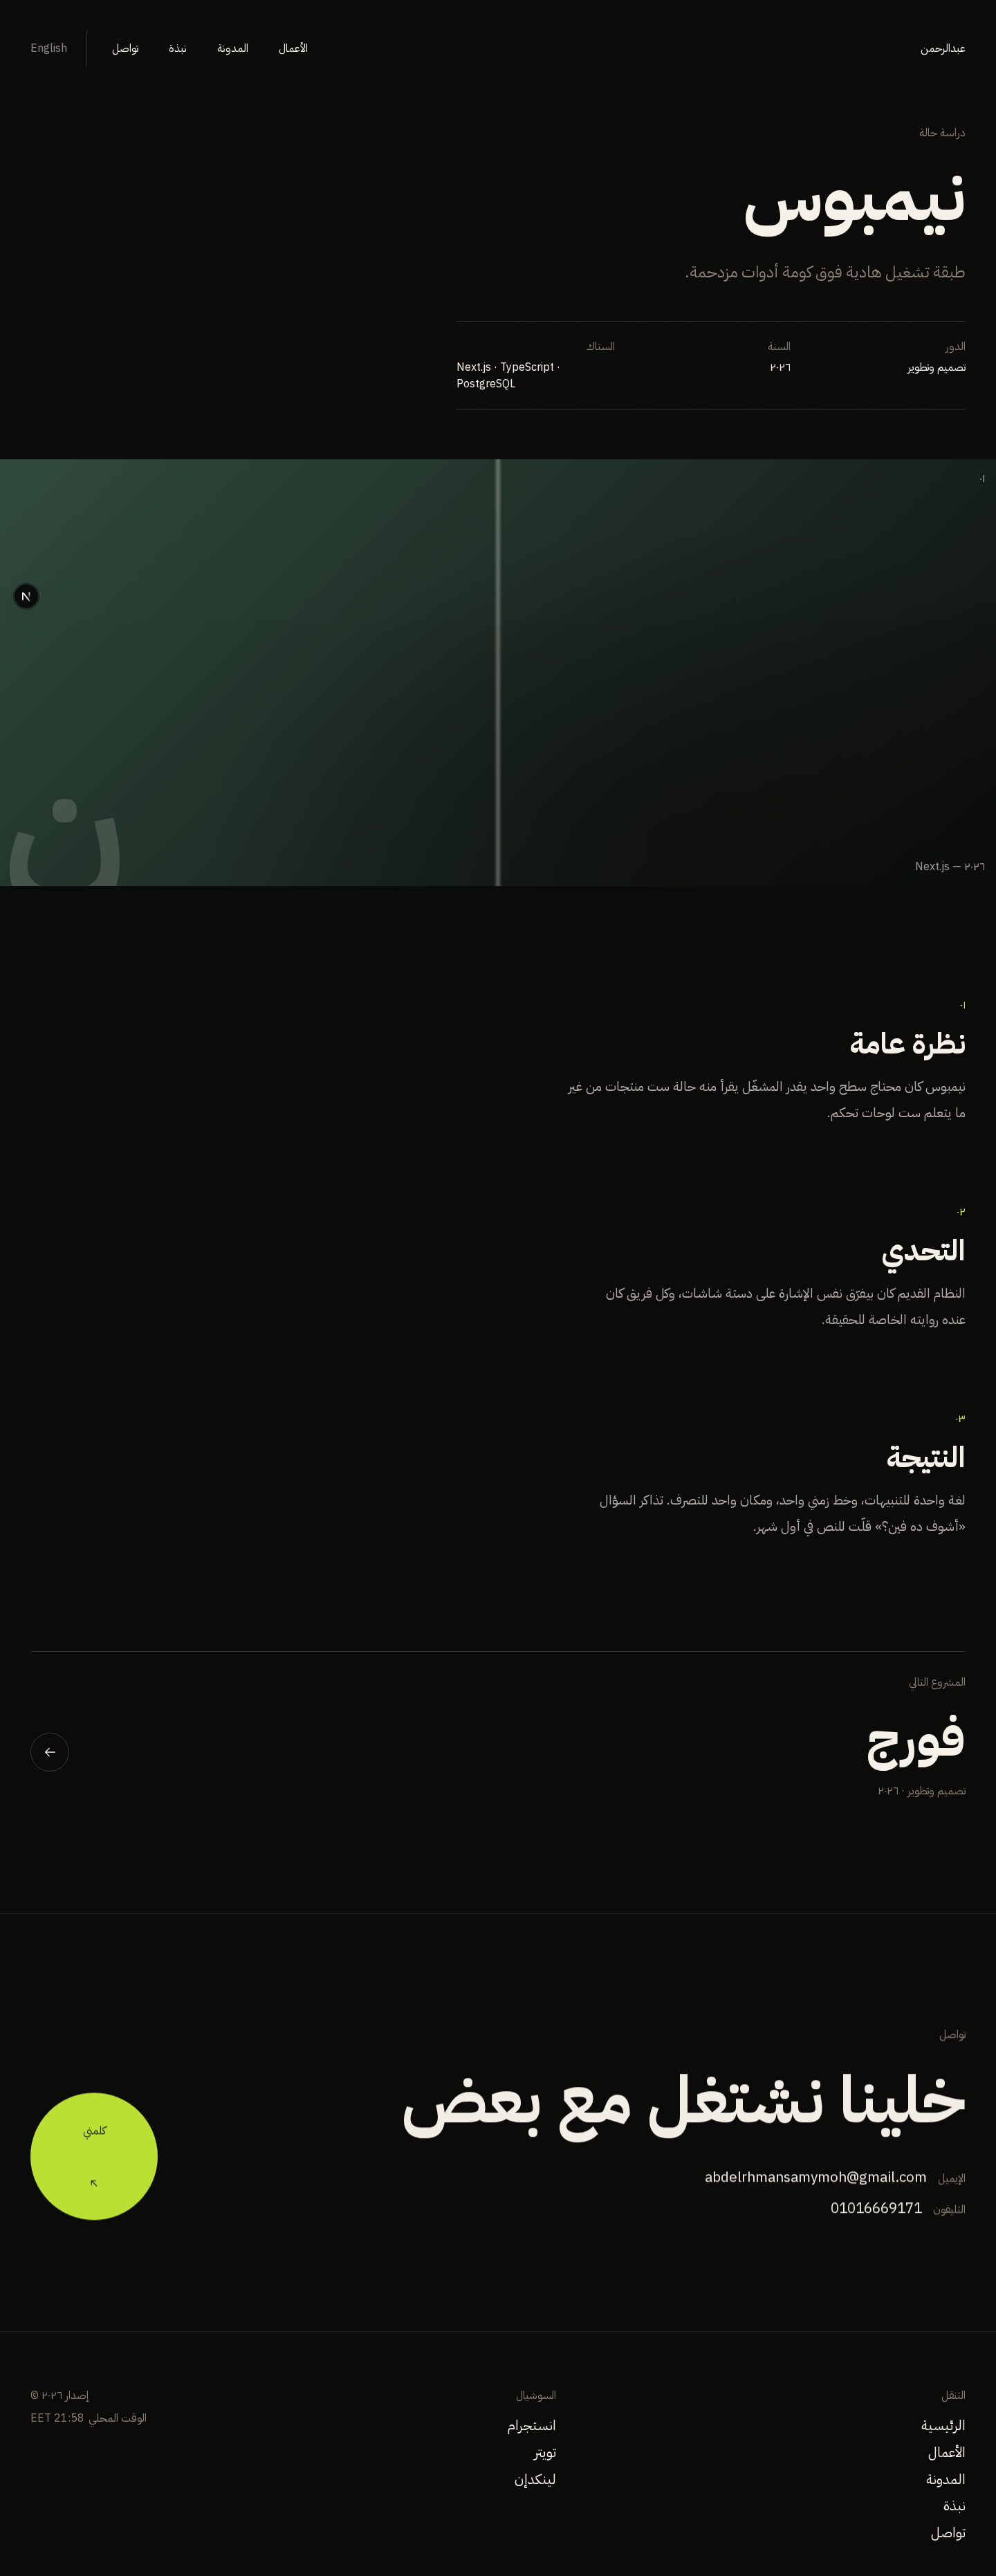 عبدالرحمن
الأعمال
المدونة
نبذة
تواصل
English
دراسة حالة
نيمبوس
طبقة تشغيل هادية فوق كومة أدوات مزدحمة.
الدور
تصميم وتطوير
السنة
٢٠٢٦
الستاك
Next.js · TypeScript ·
PostgreSQL
٠١
N
ن
Next.js — ٢٠٢٦
٠١
نظرة عامة
نيمبوس كان محتاج سطح واحد يقدر المشغّل يقرأ منه حالة ست منتجات من غير
ما يتعلم ست لوحات تحكم.
٠٢
التحدي
النظام القديم كان بيفرّق نفس الإشارة على دستة شاشات، وكل فريق كان
عنده روايته الخاصة للحقيقة.
٠٣
النتيجة
لغة واحدة للتنبيهات، وخط زمني واحد، ومكان واحد للتصرف. تذاكر السؤال
«أشوف ده فين؟» قلّت للنص في أول شهر.
المشروع التالي
فورج
←
تصميم وتطوير · ٢٠٢٦
تواصل
خلينا نشتغل مع بعض
الإيميل abdelrhmansamymoh@gmail.com
التليفون 01016669171
كلمني
↖
التنقل
الرئيسية
الأعمال
المدونة
نبذة
تواصل
السوشيال
انستجرام
تويتر
لينكدإن
إصدار ٢٠٢٦ ©
الوقت المحلي EET 21:58